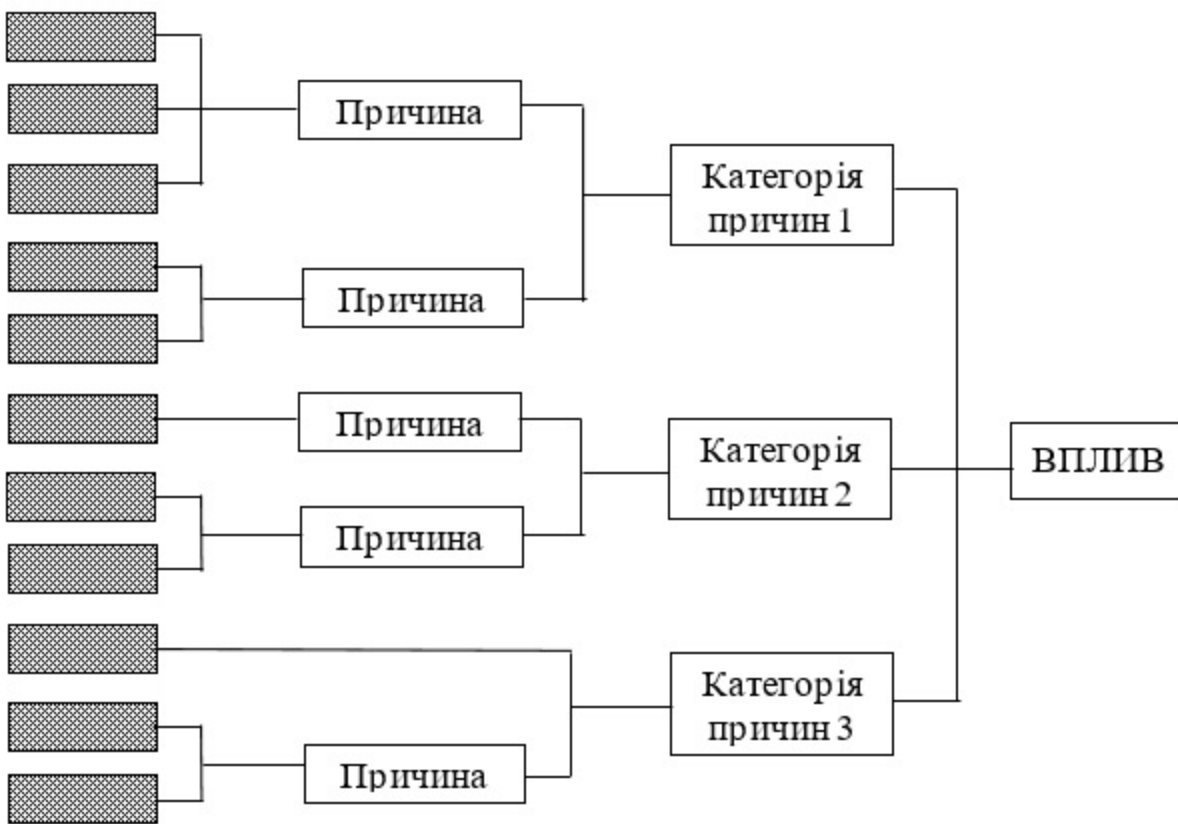 Причина
Категорія
причин 1
Причина
Причина
Категорія
причин 2
ВПЛИВ
Причина
Категорія
причин 3
Причина